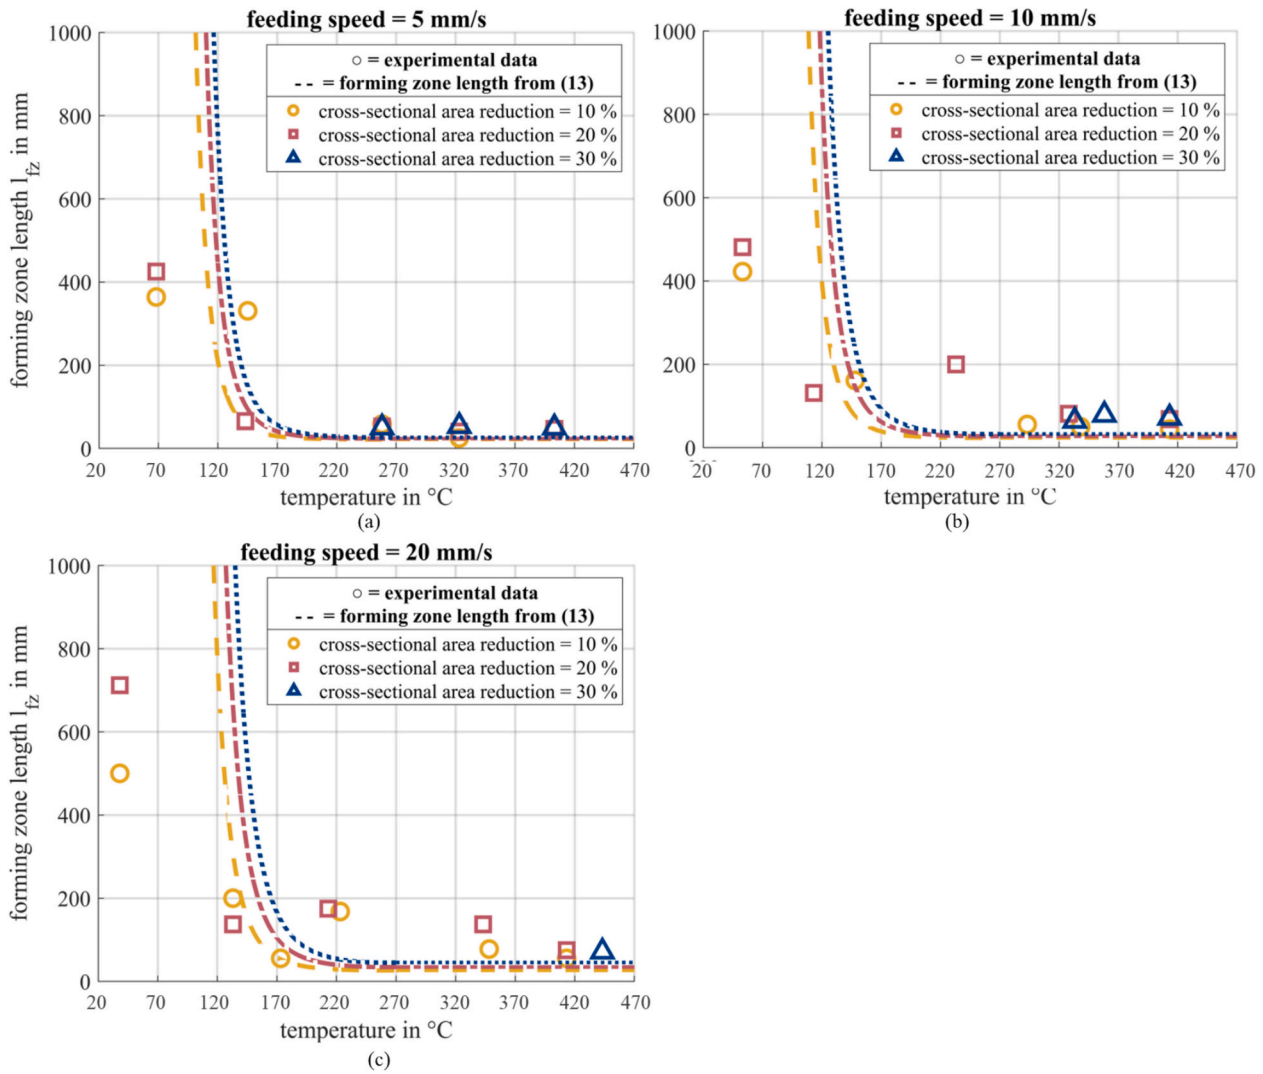 feeding speed = 5 mm/s
1000
800
600
400
200
0
forming zone length l_fz in mm
○ = experimental data
-- = forming zone length from (13)
cross-sectional area reduction = 10 %
cross-sectional area reduction = 20 %
cross-sectional area reduction = 30 %
20 70 120 170 220 270 320 370 420 470
temperature in °C
(a)
feeding speed = 10 mm/s
1000
800
600
400
200
0
○ = experimental data
-- = forming zone length from (13)
cross-sectional area reduction = 10 %
cross-sectional area reduction = 20 %
cross-sectional area reduction = 30 %
70 120 170 220 270 320 370 420 470
temperature in °C
(b)
feeding speed = 20 mm/s
1000
800
600
400
200
0
forming zone length l_fz in mm
○ = experimental data
-- = forming zone length from (13)
cross-sectional area reduction = 10 %
cross-sectional area reduction = 20 %
cross-sectional area reduction = 30 %
20 70 120 170 220 270 320 370 420 470
temperature in °C
(c)